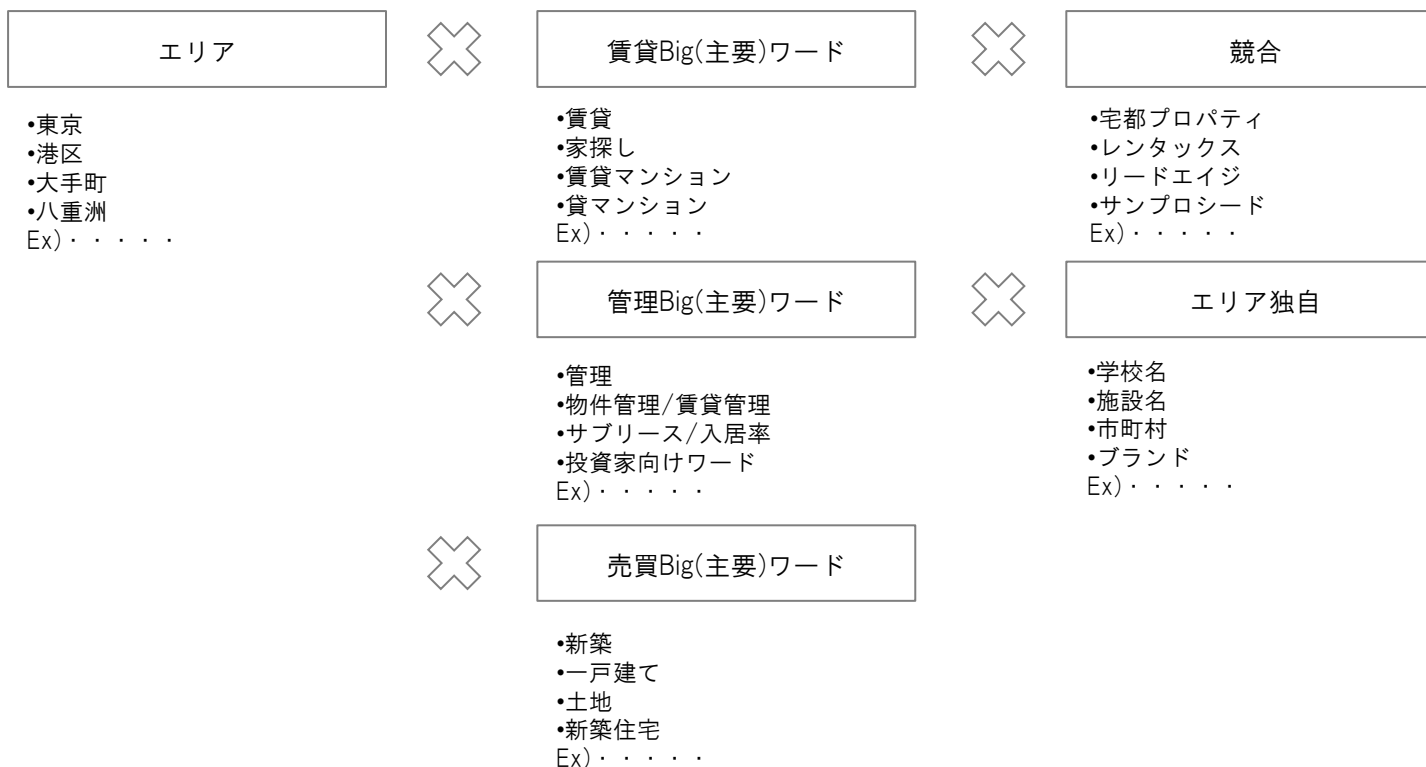 エリア
賃貸Big(主要)ワード
競合
•東京
•港区
•大手町
•八重洲
Ex)・・・・・
•賃貸
•家探し
•賃貸マンション
•貸マンション
Ex)・・・・・
•宅都プロパティ
•レンタックス
•リードエイジ
•サンプロシード
Ex)・・・・・
管理Big(主要)ワード
エリア独自
•管理
•物件管理/賃貸管理
•サブリース/入居率
•投資家向けワード
Ex)・・・・・
•学校名
•施設名
•市町村
•ブランド
Ex)・・・・・
売買Big(主要)ワード
•新築
•一戸建て
•土地
•新築住宅
Ex)・・・・・